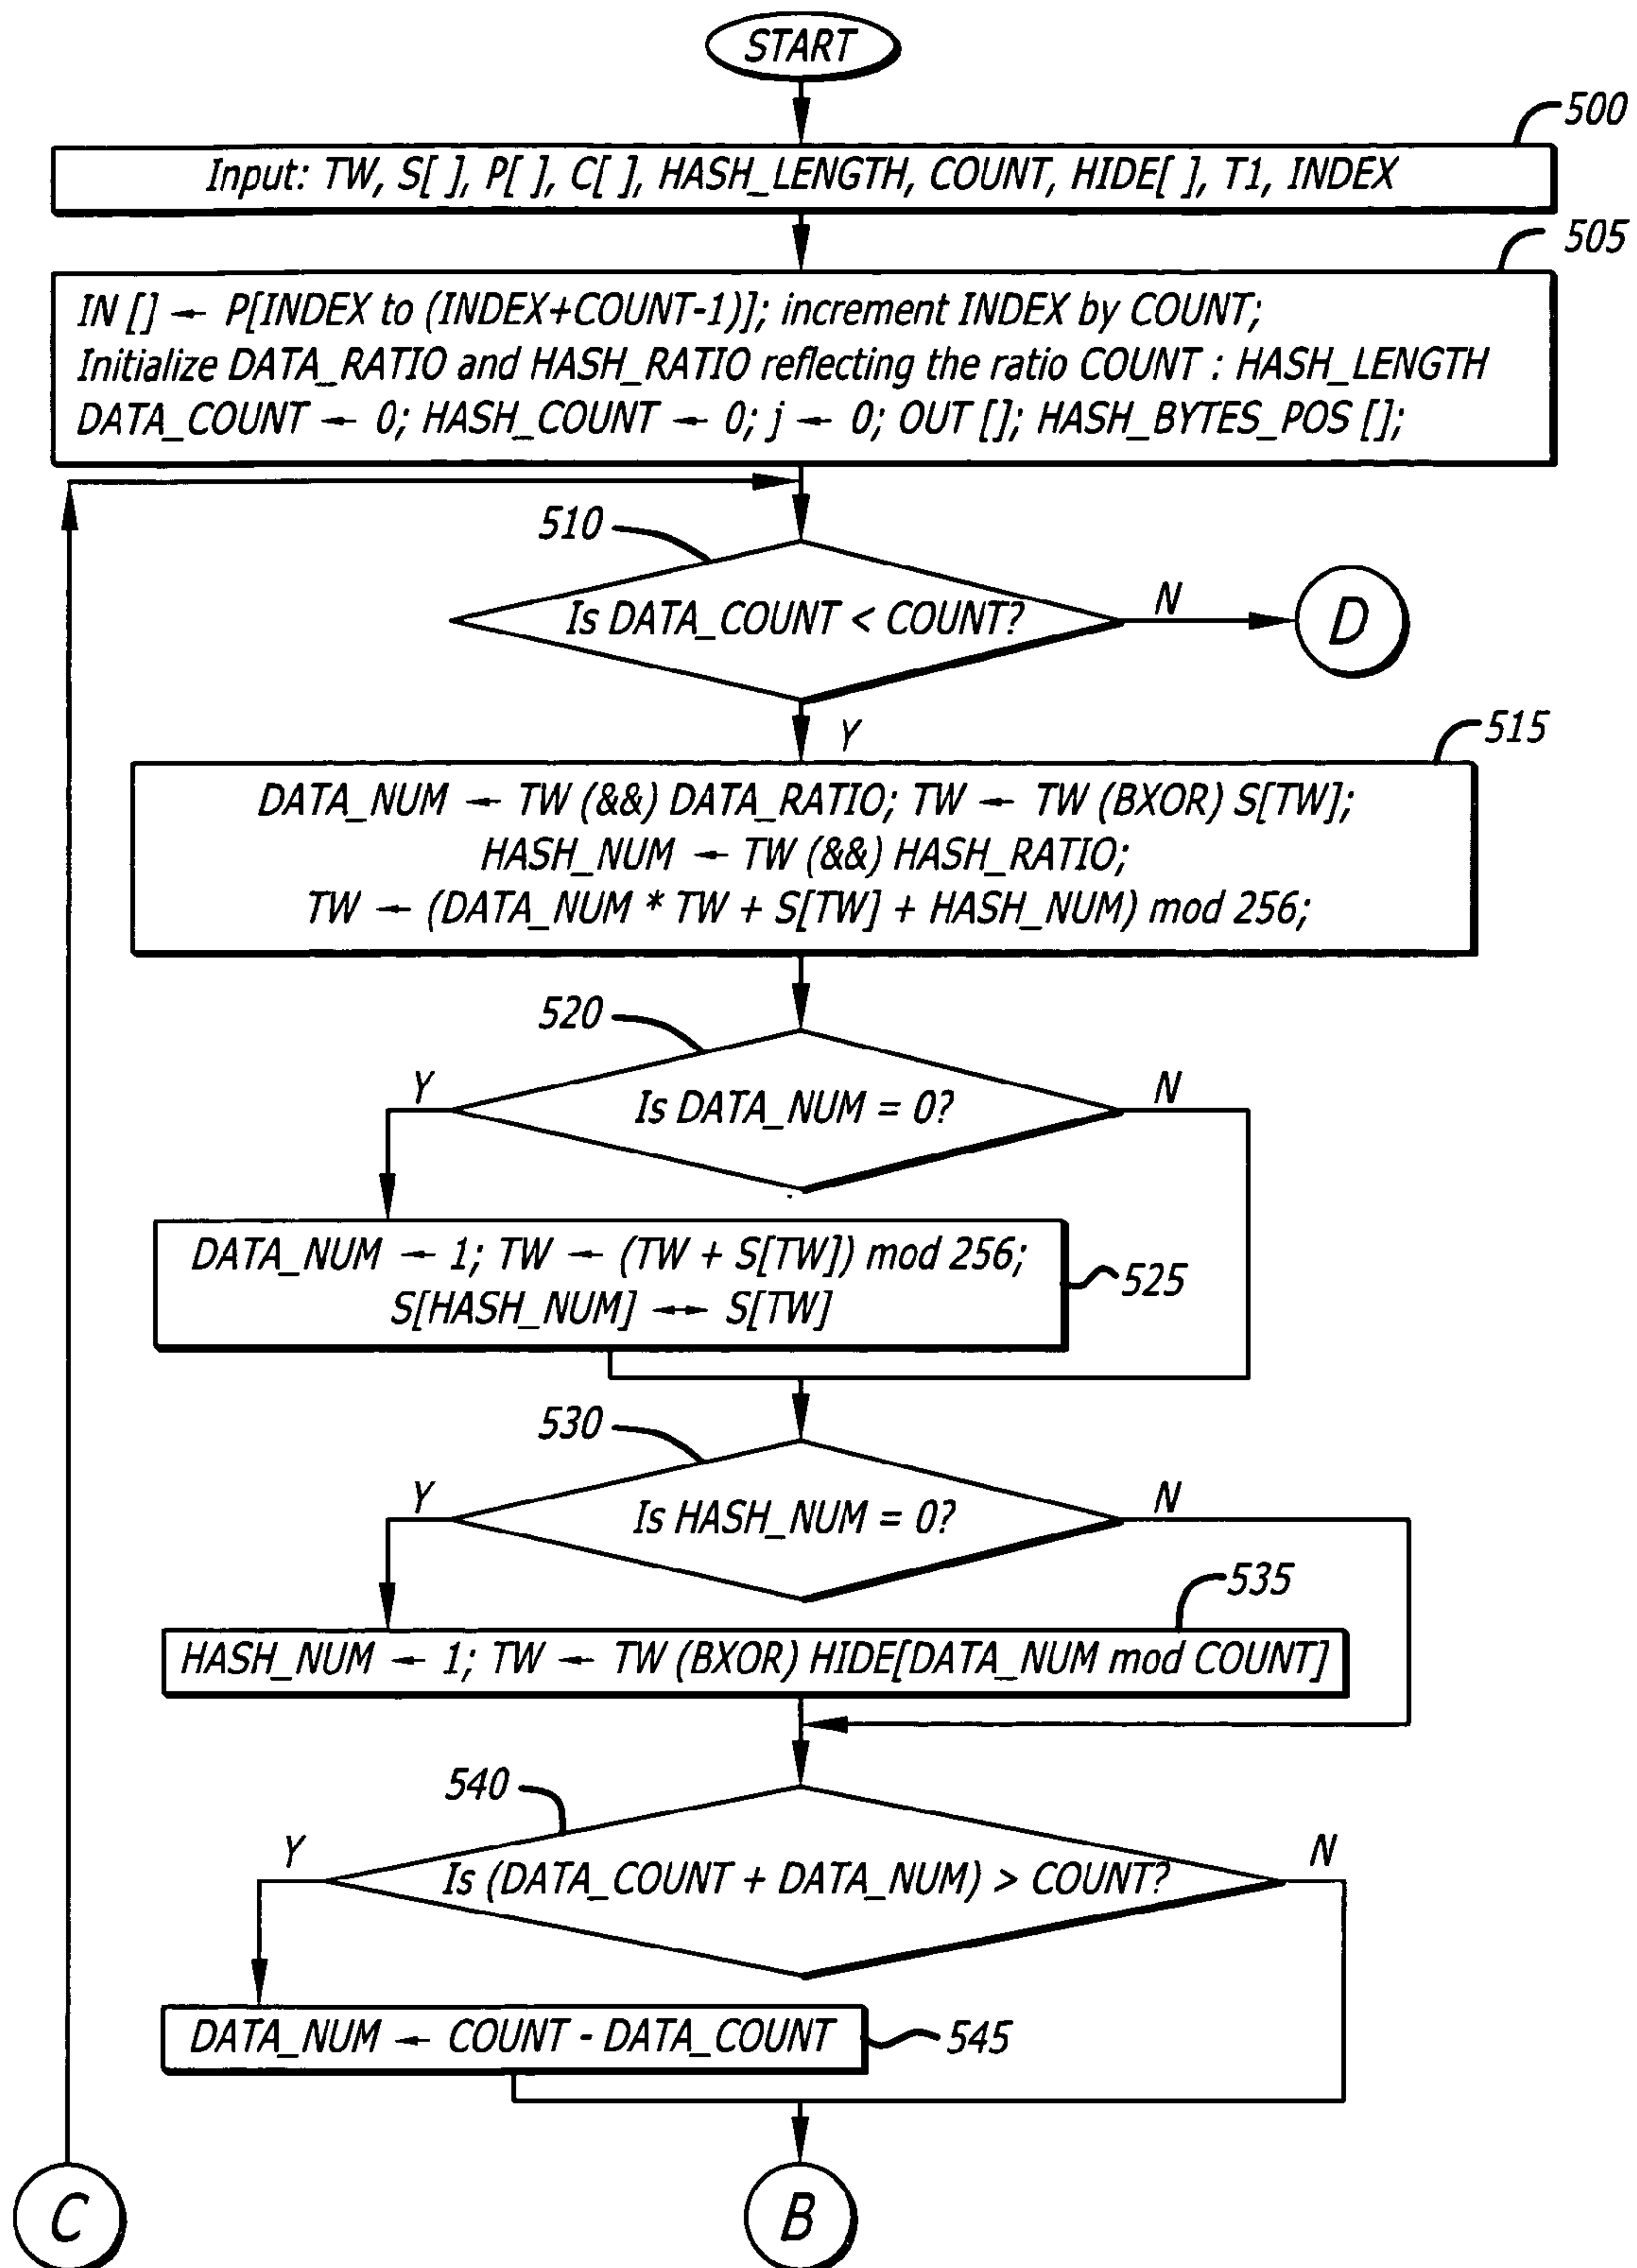 START
500
Input: TW, S[ ], P[ ], C[ ], HASH_LENGTH, COUNT, HIDE[ ], T1, INDEX
505
IN [] ← P[INDEX to (INDEX+COUNT-1)]; increment INDEX by COUNT;
Initialize DATA_RATIO and HASH_RATIO reflecting the ratio COUNT : HASH_LENGTH
DATA_COUNT ← 0; HASH_COUNT ← 0; j ← 0; OUT []; HASH_BYTES_POS [];
510
Is DATA_COUNT < COUNT?
N
D
Y
515
DATA_NUM ← TW (&&) DATA_RATIO; TW ← TW (BXOR) S[TW];
HASH_NUM ← TW (&&) HASH_RATIO;
TW ← (DATA_NUM * TW + S[TW] + HASH_NUM) mod 256;
520
Y
Is DATA_NUM = 0?
N
DATA_NUM ← 1; TW ← (TW + S[TW]) mod 256;
S[HASH_NUM] ↔ S[TW]
525
530
Y
Is HASH_NUM = 0?
N
535
HASH_NUM ← 1; TW ← TW (BXOR) HIDE[DATA_NUM mod COUNT]
540
Y
Is (DATA_COUNT + DATA_NUM) > COUNT?
N
DATA_NUM ← COUNT - DATA_COUNT
545
C
B